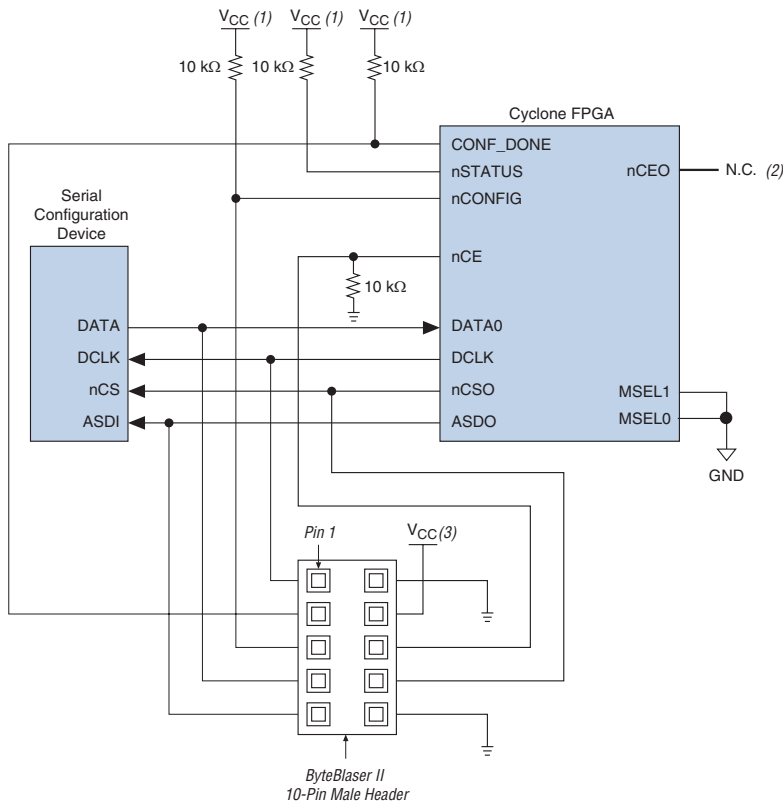 VCC (1) VCC (1) VCC (1)
10 kΩ 10 kΩ 10 kΩ
Cyclone FPGA
CONF_DONE
nSTATUS nCEO N.C. (2)
nCONFIG
Serial
Configuration
Device
nCE
10 kΩ
DATA DATA0
DCLK DCLK
nCS nCSO MSEL1
ASDI ASDO MSEL0
GND
Pin 1 VCC(3)
ByteBlaser II
10-Pin Male Header